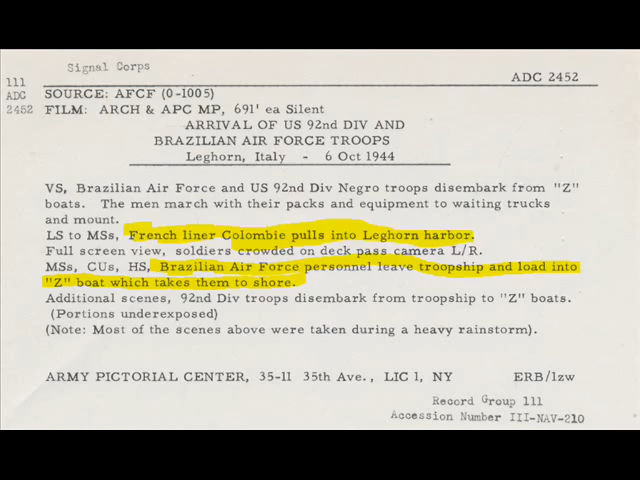 Signal Corps
ADC 2452
111
ADC
2452
SOURCE: AFCF (0-1005)
FILM: ARCH & APC MP, 691' ea Silent
ARRIVAL OF US 92nd DIV AND
BRAZILIAN AIR FORCE TROOPS
Leghorn, Italy - 6 Oct 1944
VS, Brazilian Air Force and US 92nd Div Negro troops disembark from "Z"
boats. The men march with their packs and equipment to waiting trucks
and mount.
LS to MSs, French liner Colombie pulls into Leghorn harbor.
Full screen view, soldiers crowded on deck pass camera L/R.
MSs, CUs, HS, Brazilian Air Force personnel leave troopship and load into
"Z" boat which takes them to shore.
Additional scenes, 92nd Div troops disembark from troopship to "Z" boats.
(Portions underexposed)
(Note: Most of the scenes above were taken during a heavy rainstorm).
ARMY PICTORIAL CENTER, 35-11 35th Ave., LIC 1, NY ERB/lzw
Record Group 111
Accession Number III-NAV-210